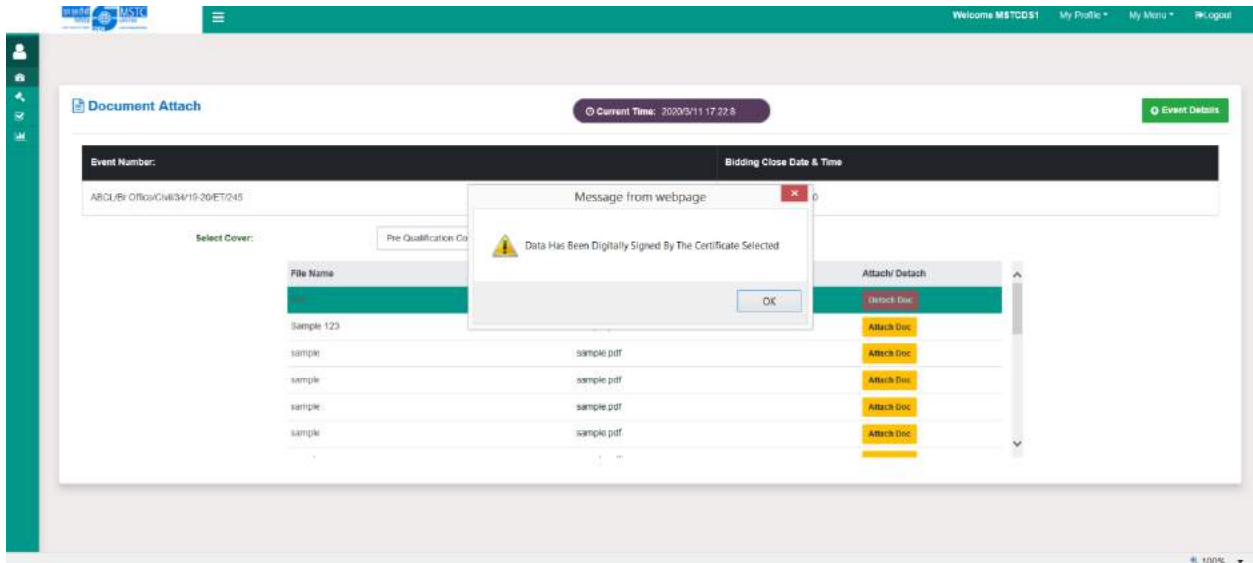 MSTC
Welcome MSTCDS1 My Profile My Menu Logout
Document Attach
Current Time: 2020/3/11 17:22:8
Event Details
Event Number:
Bidding Close Date & Time
ABCL/Br Office/Civil/34/19-20/ET/245
0
Message from webpage
Data Has Been Digitally Signed By The Certificate Selected
OK
Select Cover:
Pre Qualification Co
File Name
Attach/ Detach
Detach Doc
Sample 123
Attach Doc
sample sample.pdf Attach Doc
sample sample.pdf Attach Doc
sample sample.pdf Attach Doc
sample sample.pdf Attach Doc
100%